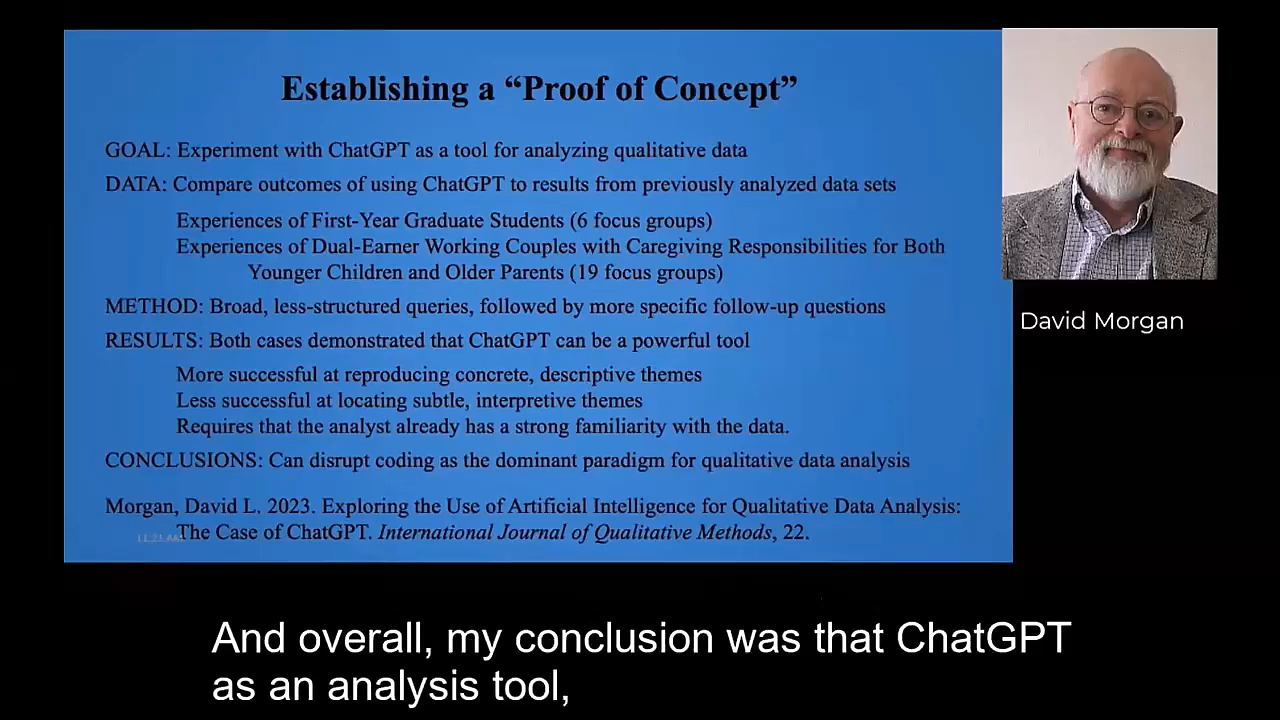 Establishing a “Proof of Concept”
GOAL: Experiment with ChatGPT as a tool for analyzing qualitative data
DATA: Compare outcomes of using ChatGPT to results from previously analyzed data sets
Experiences of First-Year Graduate Students (6 focus groups)
Experiences of Dual-Earner Working Couples with Caregiving Responsibilities for Both
Younger Children and Older Parents (19 focus groups)
METHOD: Broad, less-structured queries, followed by more specific follow-up questions
RESULTS: Both cases demonstrated that ChatGPT can be a powerful tool
More successful at reproducing concrete, descriptive themes
Less successful at locating subtle, interpretive themes
Requires that the analyst already has a strong familiarity with the data.
CONCLUSIONS: Can disrupt coding as the dominant paradigm for qualitative data analysis
Morgan, David L. 2023. Exploring the Use of Artificial Intelligence for Qualitative Data Analysis:
The Case of ChatGPT. International Journal of Qualitative Methods, 22.
David Morgan
And overall, my conclusion was that ChatGPT
as an analysis tool,